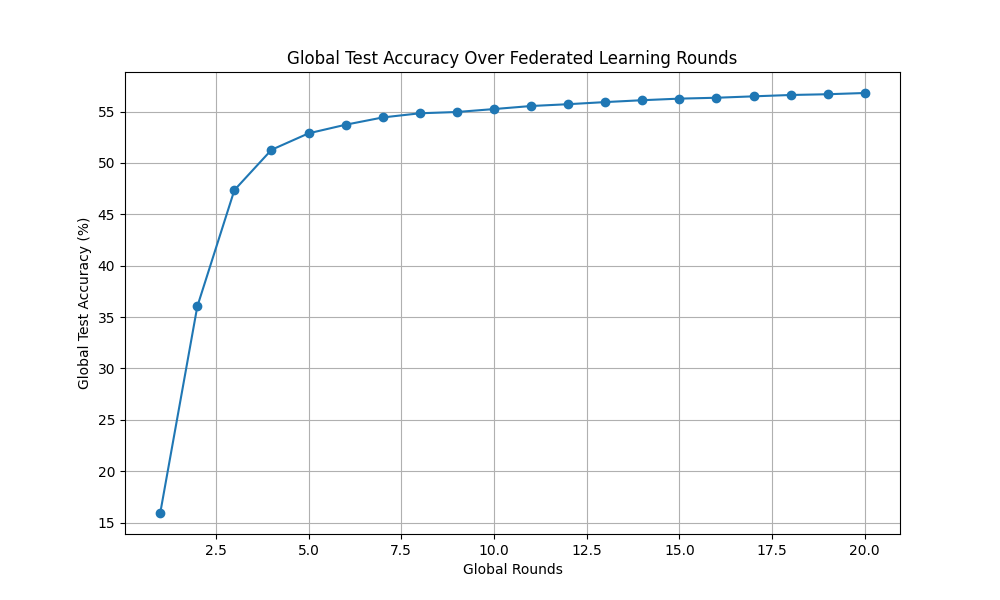 Global Test Accuracy Over Federated Learning Rounds
Global Test Accuracy (%)
55
50
45
40
35
30
25
20
15
2.5 5.0 7.5 10.0 12.5 15.0 17.5 20.0
Global Rounds